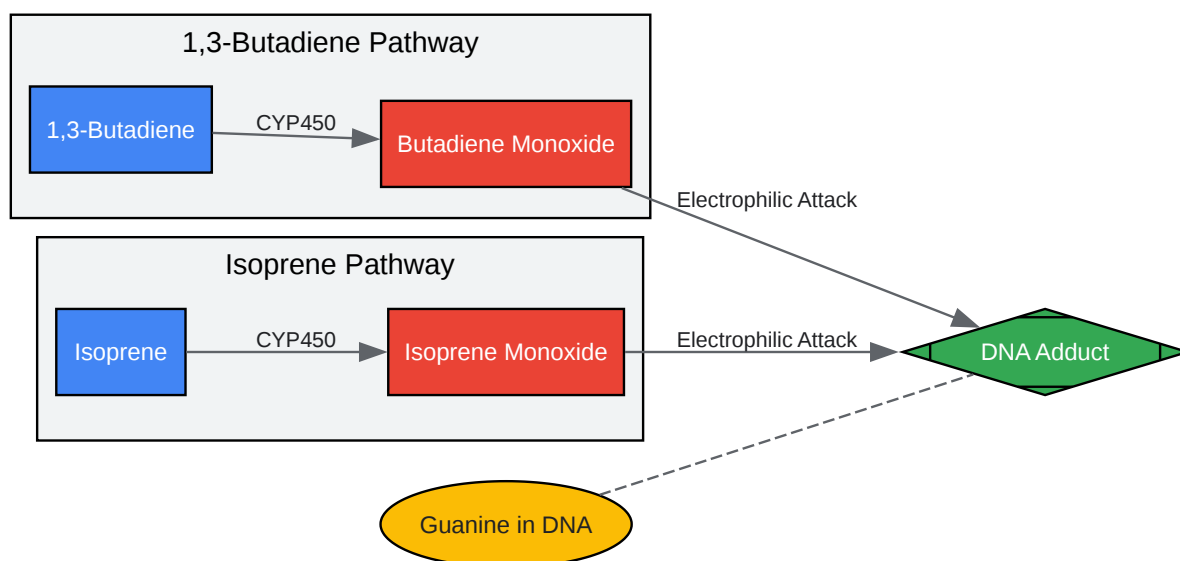 1,3-Butadiene Pathway
1,3-Butadiene
CYP450
Butadiene Monoxide
Electrophilic Attack
Isoprene Pathway
Isoprene
CYP450
Isoprene Monoxide
Electrophilic Attack
DNA Adduct
Guanine in DNA